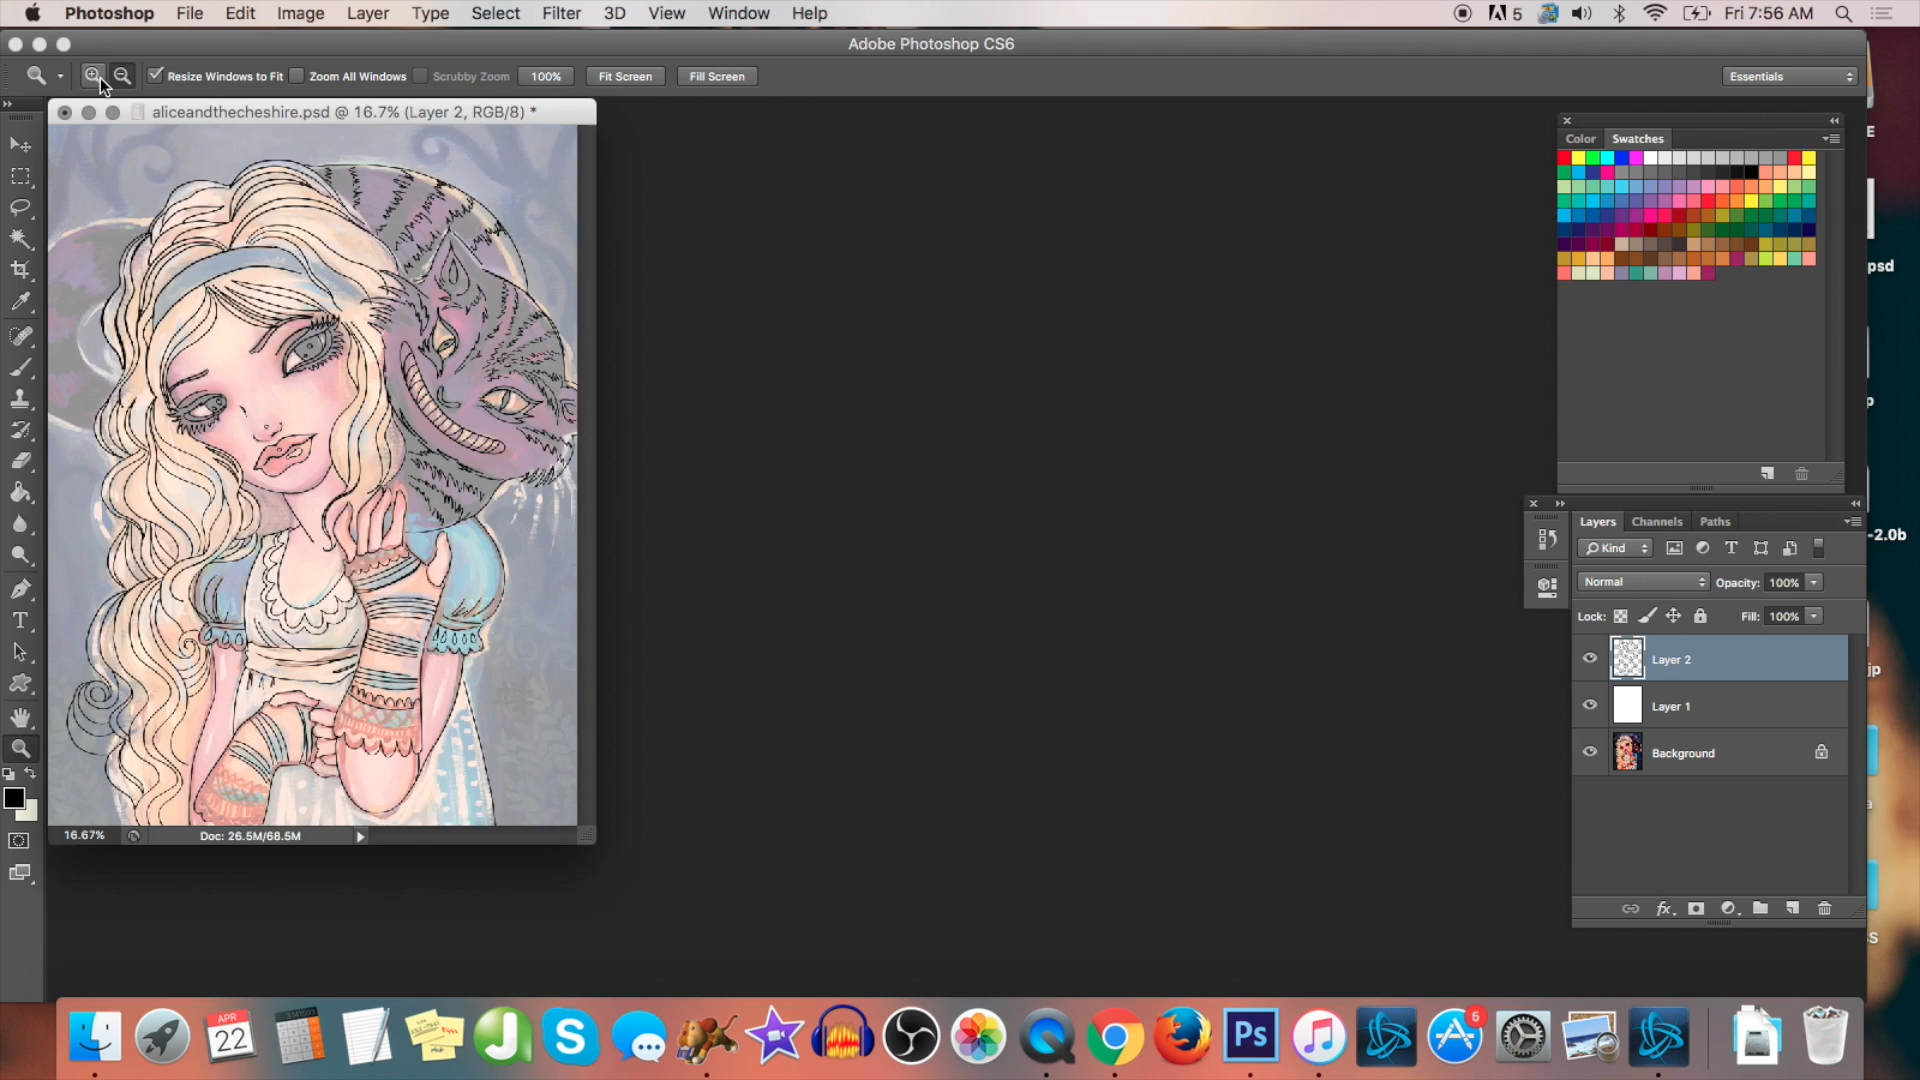 Photoshop File Edit Image Layer Type Select Filter 3D View Window Help 5 Fri 7:56 AM
Adobe Photoshop CS6
Resize Windows to Fit Zoom All Windows Scrubby Zoom 100% Fit Screen Fill Screen Essentials
aliceandthecheshire.psd @ 16.7% (Layer 2, RGB/8) *
Color Swatches
psd
Layers Channels Paths
-2.0b
Kind
Normal Opacity: 100%
Lock: Fill: 100%
Layer 2
jp
Layer 1
Background
16.67% Doc: 26.5M/68.5M
APR
22
Ps
5